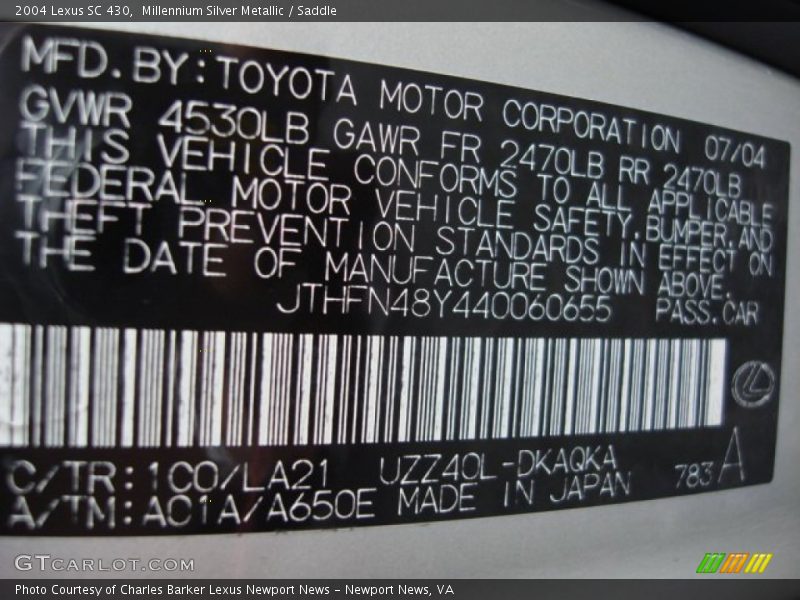 2004 Lexus SC 430,  Millennium Silver Metallic / Saddle
MFD. BY: TOYOTA MOTOR CORPORATION 07/04
GVWR 4530LB GAWR FR 2470LB RR 2470LB
THIS VEHICLE CONFORMS TO ALL APPLICABLE
FEDERAL MOTOR VEHICLE SAFETY, BUMPER, AND
THEFT PREVENTION STANDARDS IN EFFECT ON
THE DATE OF MANUFACTURE SHOWN ABOVE.
JTHFN48Y440060655 PASS. CAR
C/TR: 1C0/LA21 UZZ40L-DKAQKA 783 A
A/TM: AC1A/A650E MADE IN JAPAN
GTCARLOT.COM
Photo Courtesy of Charles Barker Lexus Newport News - Newport News, VA